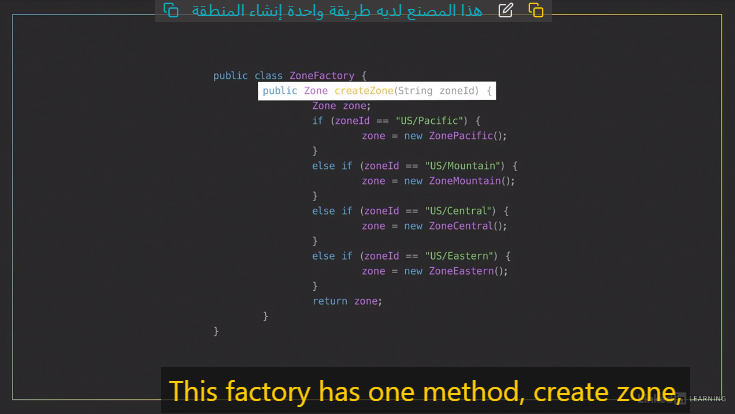 هذا المصنع لديه طريقة واحدة إنشاء المنطقة
public class ZoneFactory {
public Zone createZone(String zoneId) {
Zone zone;
if (zoneId == "US/Pacific") {
zone = new ZonePacific();
}
else if (zoneId == "US/Mountain") {
zone = new ZoneMountain();
}
else if (zoneId == "US/Central") {
zone = new ZoneCentral();
}
else if (zoneId == "US/Eastern") {
zone = new ZoneEastern();
}
return zone;
}
}
This factory has one method, create zone,
LEARNING